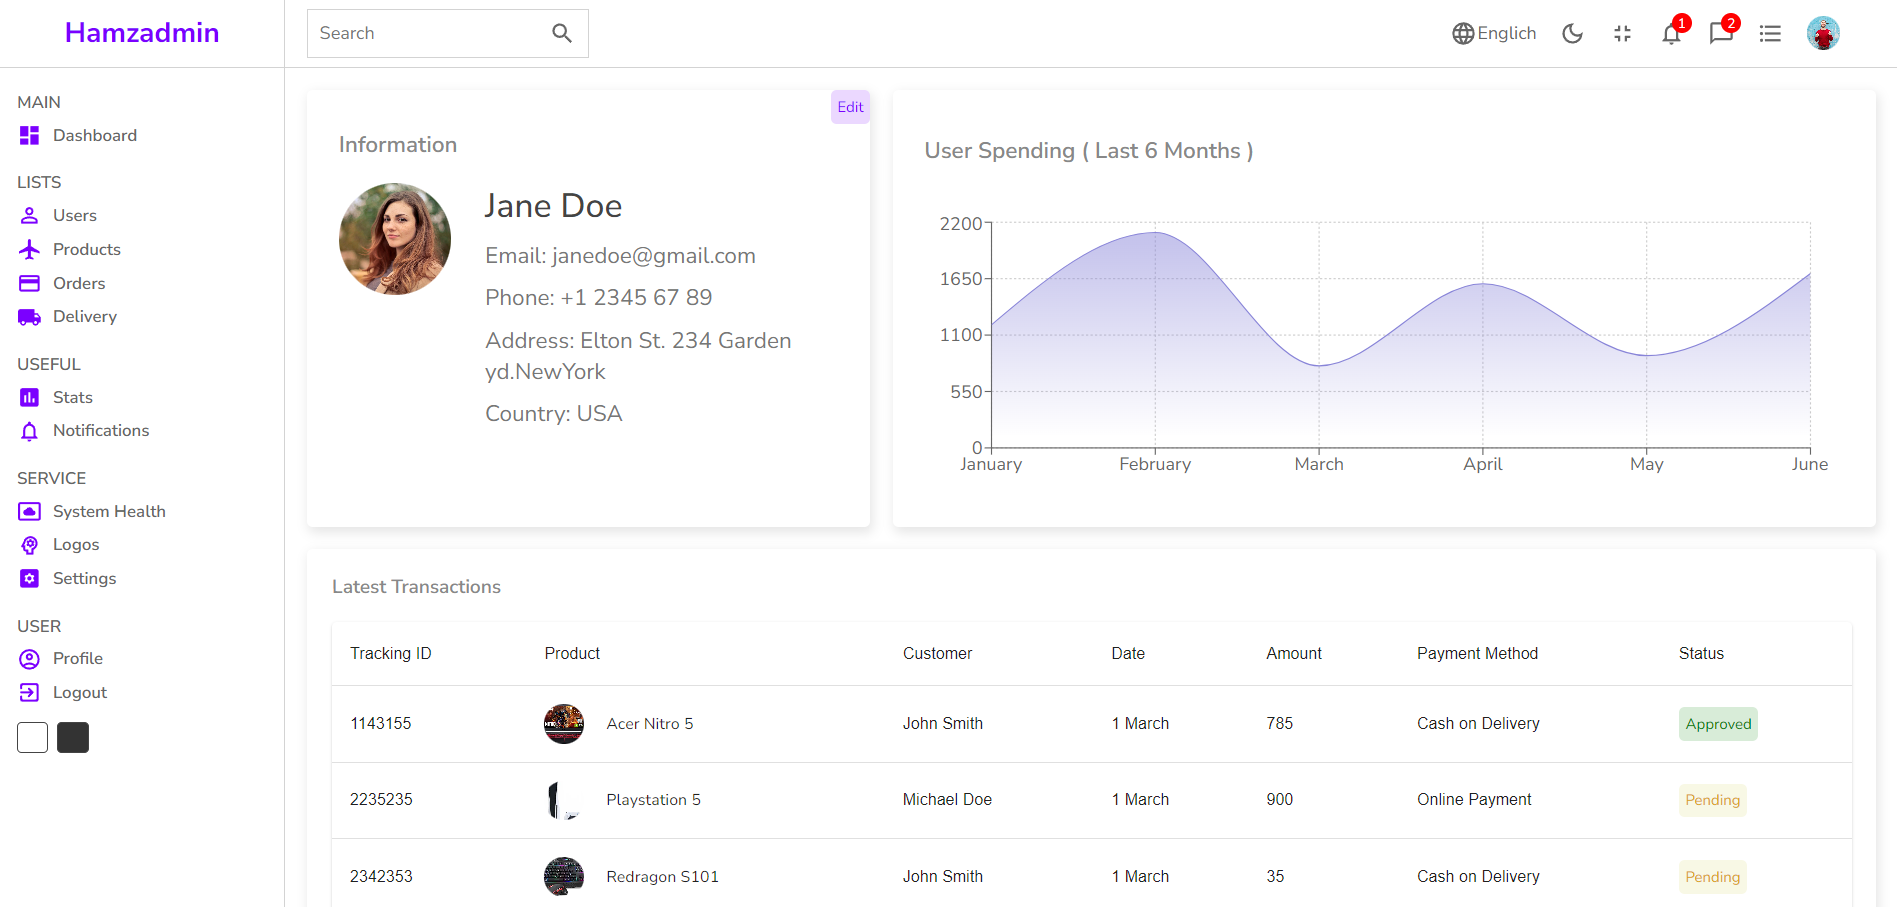 Hamzadmin
Search
Englich
1
2
MAIN
Dashboard
LISTS
Users
Products
Orders
Delivery
USEFUL
Stats
Notifications
SERVICE
System Health
Logos
Settings
USER
Profile
Logout
Edit
Information
Jane Doe
Email: janedoe@gmail.com
Phone: +1 2345 67 89
Address: Elton St. 234 Garden
yd.NewYork
Country: USA
User Spending ( Last 6 Months )
2200
1650
1100
550
0
January February March April May June
Latest Transactions
Tracking ID Product Customer Date Amount Payment Method Status
1143155 Acer Nitro 5 John Smith 1 March 785 Cash on Delivery Approved
2235235 Playstation 5 Michael Doe 1 March 900 Online Payment Pending
2342353 Redragon S101 John Smith 1 March 35 Cash on Delivery Pending